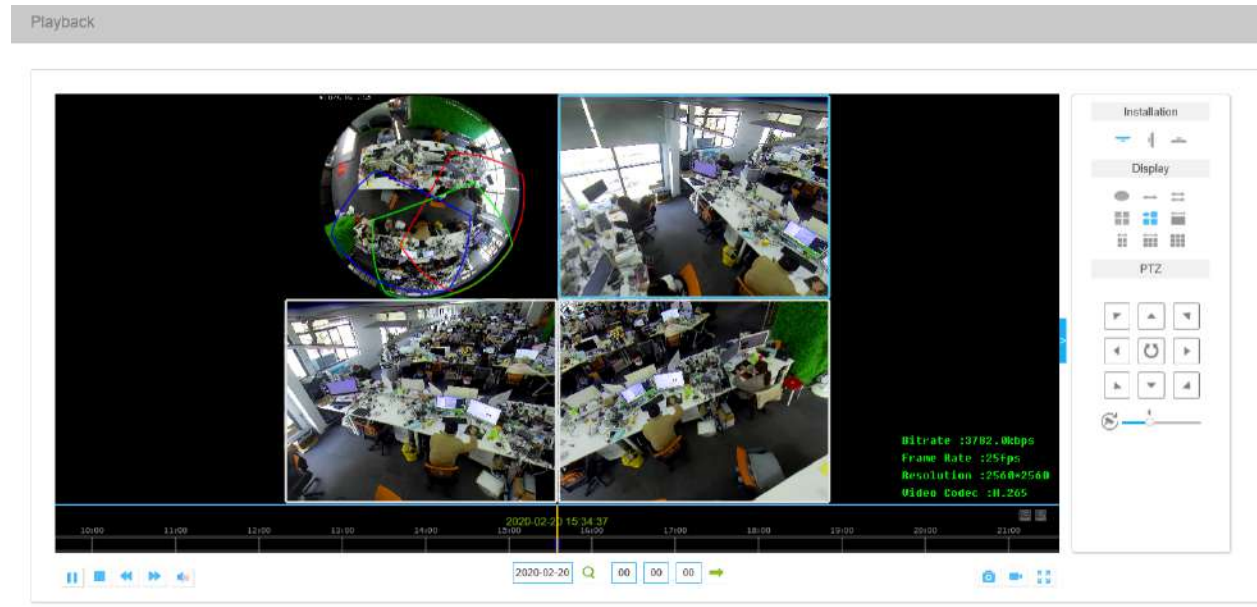 Playback
Installation
Display
PTZ
4
Bitrate :3782.0kbps
Frame Rate :25fps
Resolution :2560*2560
Video Codec :H.265
2020-02-20 15:34:37
10:00 11:00 12:00 13:00 14:00 15:00 16:00 17:00 18:00 19:00 20:00 21:00
2020-02-20 00 00 00